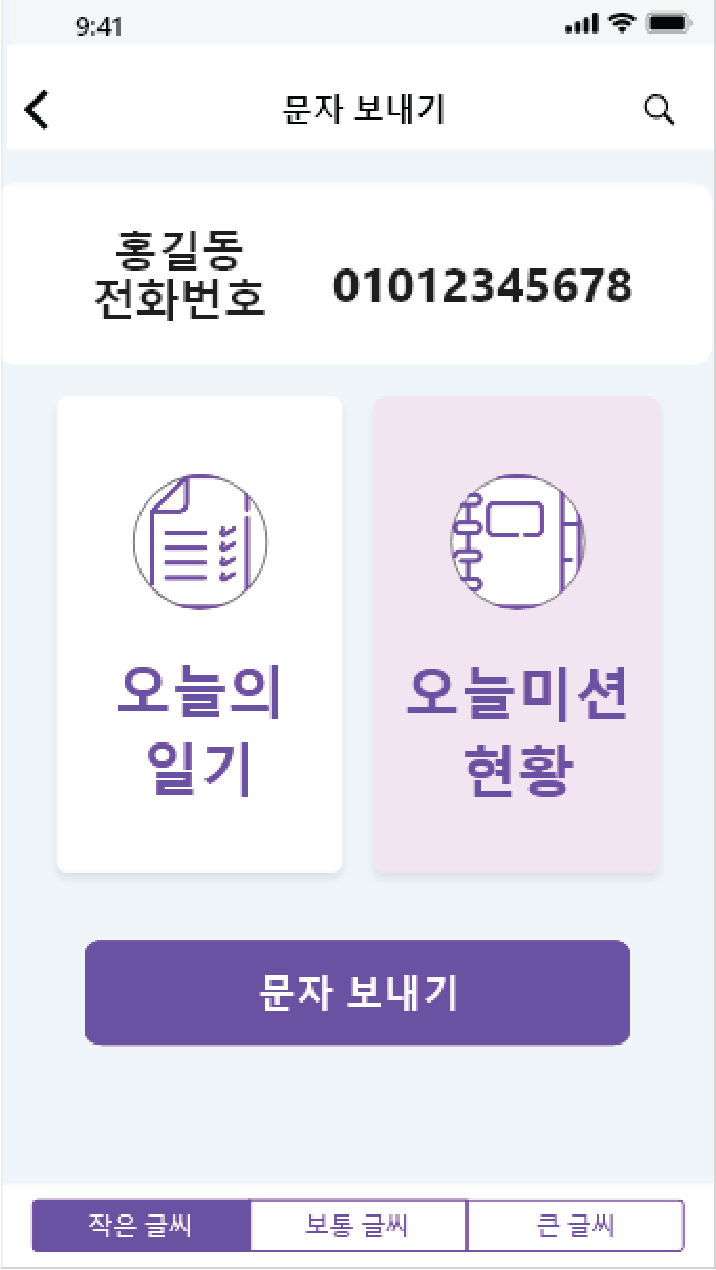 9:41
문자 보내기
홍길동
전화번호
01012345678
오늘의
일기
오늘미션
현황
문자 보내기
작은 글씨
보통 글씨
큰 글씨